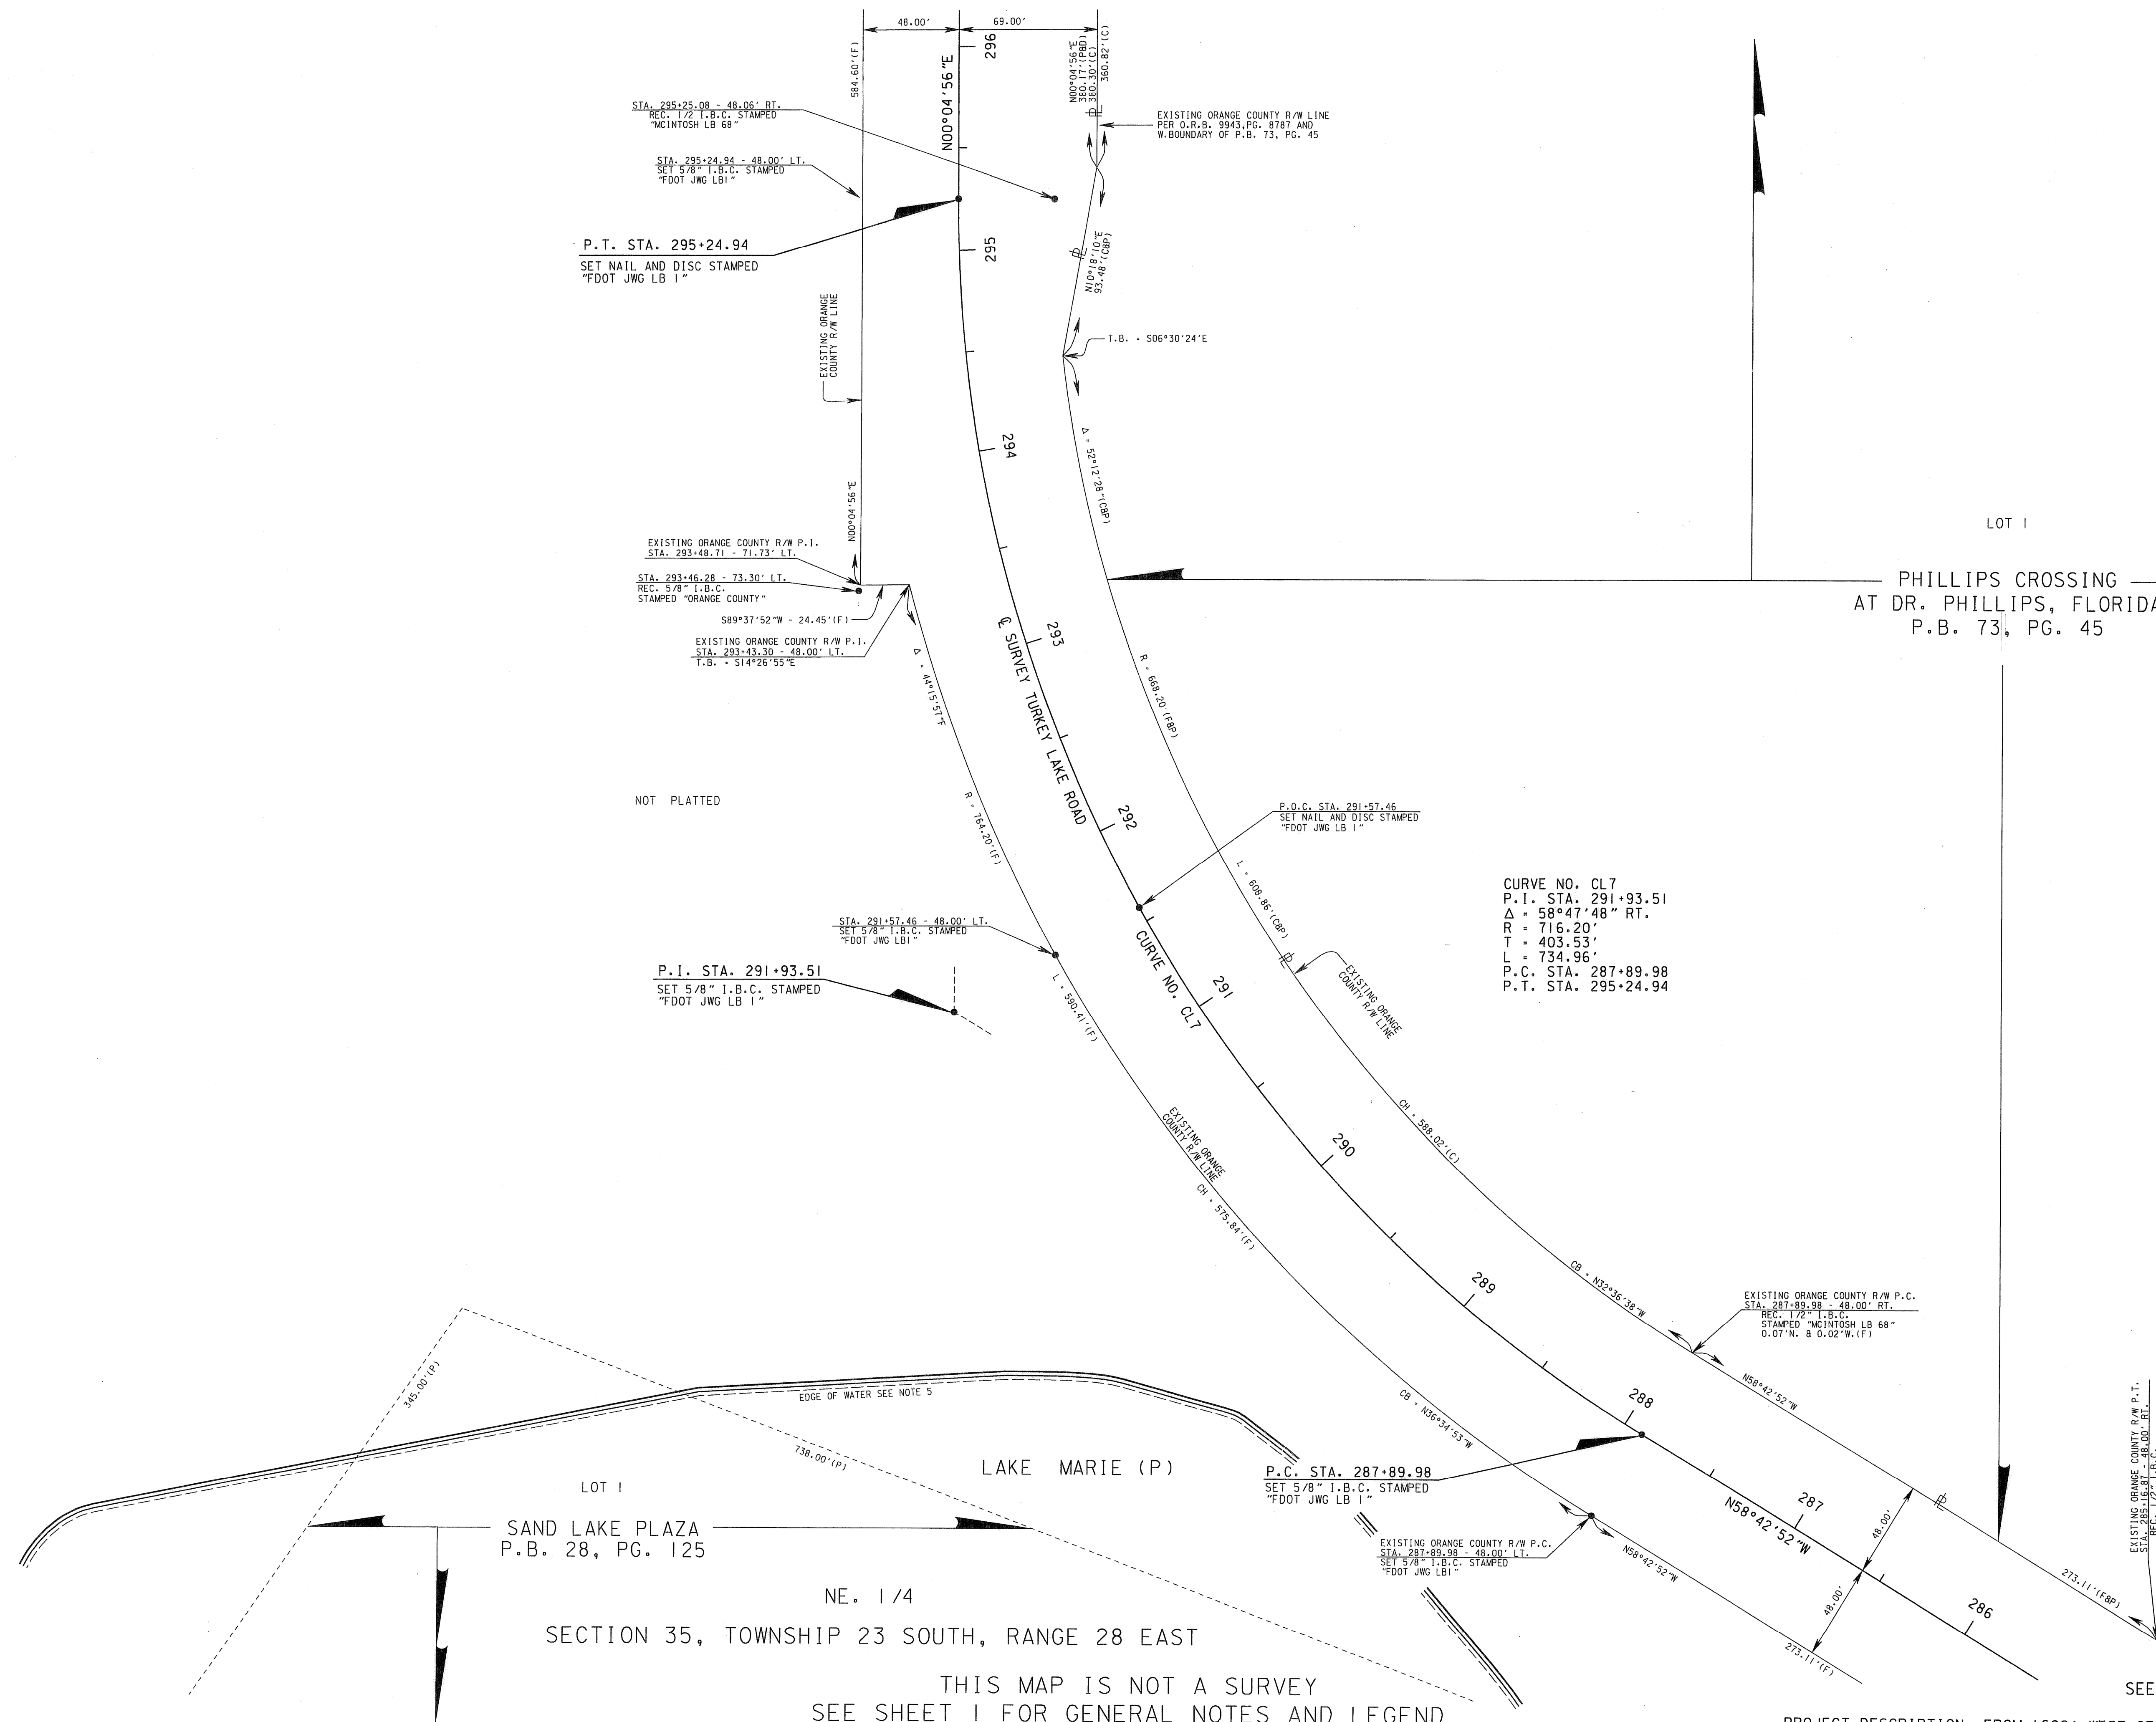 48.00'
69.00'
584.60'(F)
N00°04'56"E
296
N00°04'56"E
380.17'(P&D)
380.30'(C)
360.82'(C)
STA. 295+25.08 - 48.06' RT.
REC. 1/2 I.B.C. STAMPED
"MCINTOSH LB 68"
EXISTING ORANGE COUNTY R/W LINE
PER O.R.B. 9943,PG. 8787 AND
W.BOUNDARY OF P.B. 73, PG. 45
STA. 295+24.94 - 48.00' LT.
SET 5/8" I.B.C. STAMPED
"FDOT JWG LB1"
P.T. STA. 295+24.94
SET NAIL AND DISC STAMPED
"FDOT JWG LB 1"
295
N10°18'10"E
93.48'(C&P)
EXISTING ORANGE
COUNTY R/W LINE
T.B. = S06°30'24'E
294
Δ = 52°12'28"(C&P)
N00°04'56"E
LOT 1
EXISTING ORANGE COUNTY R/W P.I.
STA. 293+48.71 - 71.73' LT.
STA. 293+46.28 - 73.30' LT.
REC. 5/8" I.B.C.
STAMPED "ORANGE COUNTY"
S89°37'52"W - 24.45'(F)
EXISTING ORANGE COUNTY R/W P.I.
STA. 293+43.30 - 48.00' LT.
T.B. = S14°26'55"E
PHILLIPS CROSSING
AT DR. PHILLIPS, FLORIDA
P.B. 73, PG. 45
293
℄ SURVEY TURKEY LAKE ROAD
Δ = 44°15'57"F
R = 668.20'(F&P)
NOT PLATTED
R = 764.20'(F)
292
P.O.C. STA. 291+57.46
SET NAIL AND DISC STAMPED
"FDOT JWG LB 1"
L = 608.86'(C&P)
CURVE NO. CL7
P.I. STA. 291+93.51
Δ = 58°47'48" RT.
R = 716.20'
T = 403.53'
L = 734.96'
P.C. STA. 287+89.98
P.T. STA. 295+24.94
STA. 291+57.46 - 48.00' LT.
SET 5/8" I.B.C. STAMPED
"FDOT JWG LB1"
P.I. STA. 291+93.51
SET 5/8" I.B.C. STAMPED
"FDOT JWG LB 1"
CURVE NO. CL7
291
EXISTING ORANGE
COUNTY R/W LINE
L = 590.41'(F)
EXISTING ORANGE
COUNTY R/W LINE
290
CH = 588.02'(C)
CH = 575.84'(F)
289
CB = N32°36'38"W
EXISTING ORANGE COUNTY R/W P.C.
STA. 287+89.98 - 48.00' RT.
REC. 1/2" I.B.C.
STAMPED "MCINTOSH LB 68"
0.07'N. & 0.02'W.(F)
345.00'(P)
EDGE OF WATER SEE NOTE 5
N58°42'52"W
288
CB = N36°34'53"W
738.00'(P)
LAKE MARIE (P)
P.C. STA. 287+89.98
SET 5/8" I.B.C. STAMPED
"FDOT JWG LB 1"
LOT 1
SAND LAKE PLAZA
P.B. 28, PG. 125
287
N58°42'52"W
48.00'
48.00'
EXISTING ORANGE COUNTY R/W P.T.
STA. 285+16.87 - 48.00' RT.
REC. 1/2" I.B.C.
EXISTING ORANGE COUNTY R/W P.C.
STA. 287+89.98 - 48.00' LT.
SET 5/8" I.B.C. STAMPED
"FDOT JWG LB1"
N58°42'52"W
273.11'(F&P)
286
273.11'(F)
NE. 1/4
SECTION 35, TOWNSHIP 23 SOUTH, RANGE 28 EAST
THIS MAP IS NOT A SURVEY
SEE SHEET 1 FOR GENERAL NOTES AND LEGEND
SEE